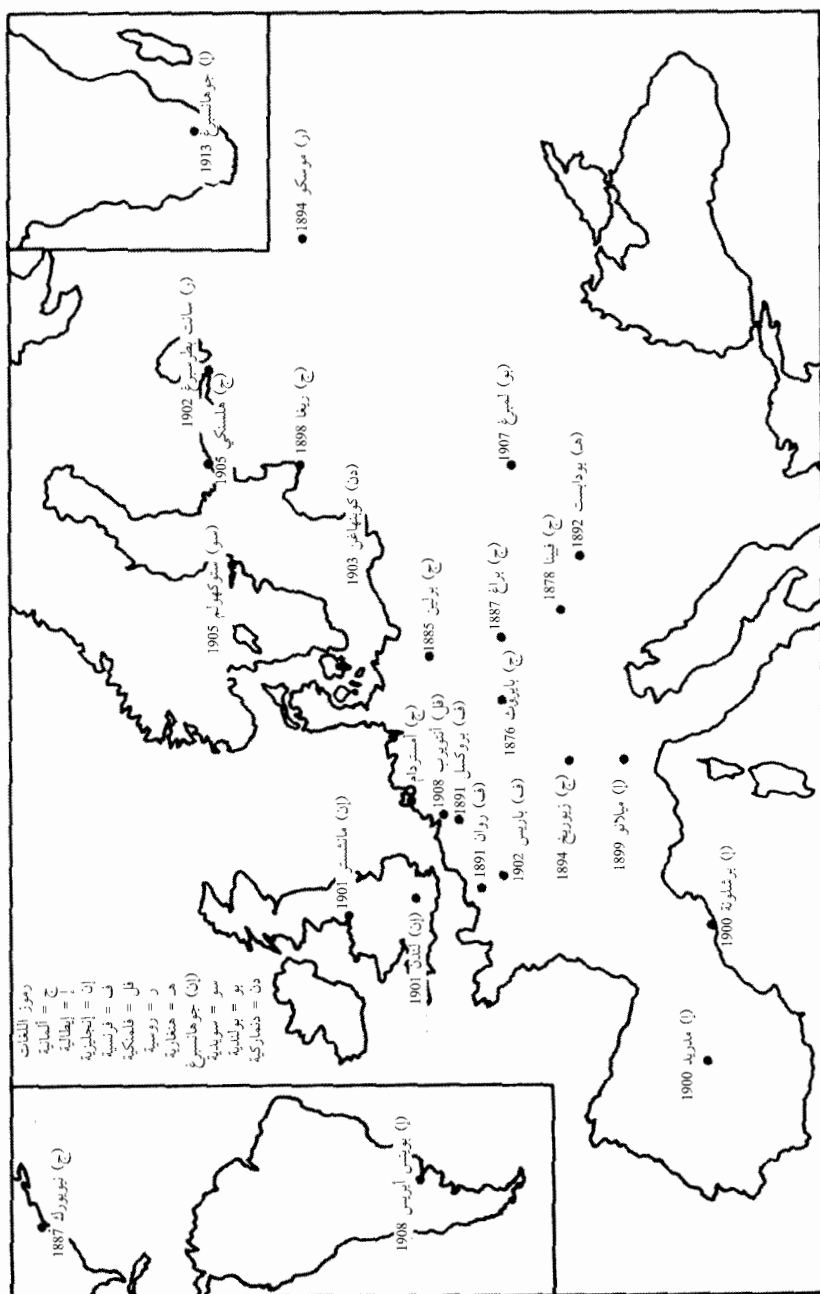 رموز اللغات
ج = ألمانية
إ = إيطالة
إن = إنجليزية
ف = فرنسية
فل = فلمنكية
ر = روسية
هـ = هنغارية
(إن) جوهانسبرغ
سو = سويدية
بو = بولندية
دن = دنماركية
(ج) نيويورك 1887
(إ) بوينس أيريس 1908
(إ) جوهانسبرغ 1913
(ر) موسكو 1894
(ر) سانت بطرسبرغ 1902
(ج) هلسنكي 1905
(ج) ريغا 1898
(سو) ستوكهولم 1905
(دن) كوبنهاغن 1903
(بو) لمبرغ 1907
(هـ) بودابست 1892
(ج) فيينا 1878
(ج) براغ 1887
(ج) برلين 1885
(ج) بايروث 1876
(ج) أمستردام
(فل) أنتويرب 1908
(ف) بروكسل 1891
(ف) روان 1891
(ف) باريس 1902
(ج) زيوريخ 1894
(إ) ميلانو 1899
(إن) مانشستر 1901
(إن) لندن 1901
(إ) برشلونة 1900
(إ) مدريد 1900